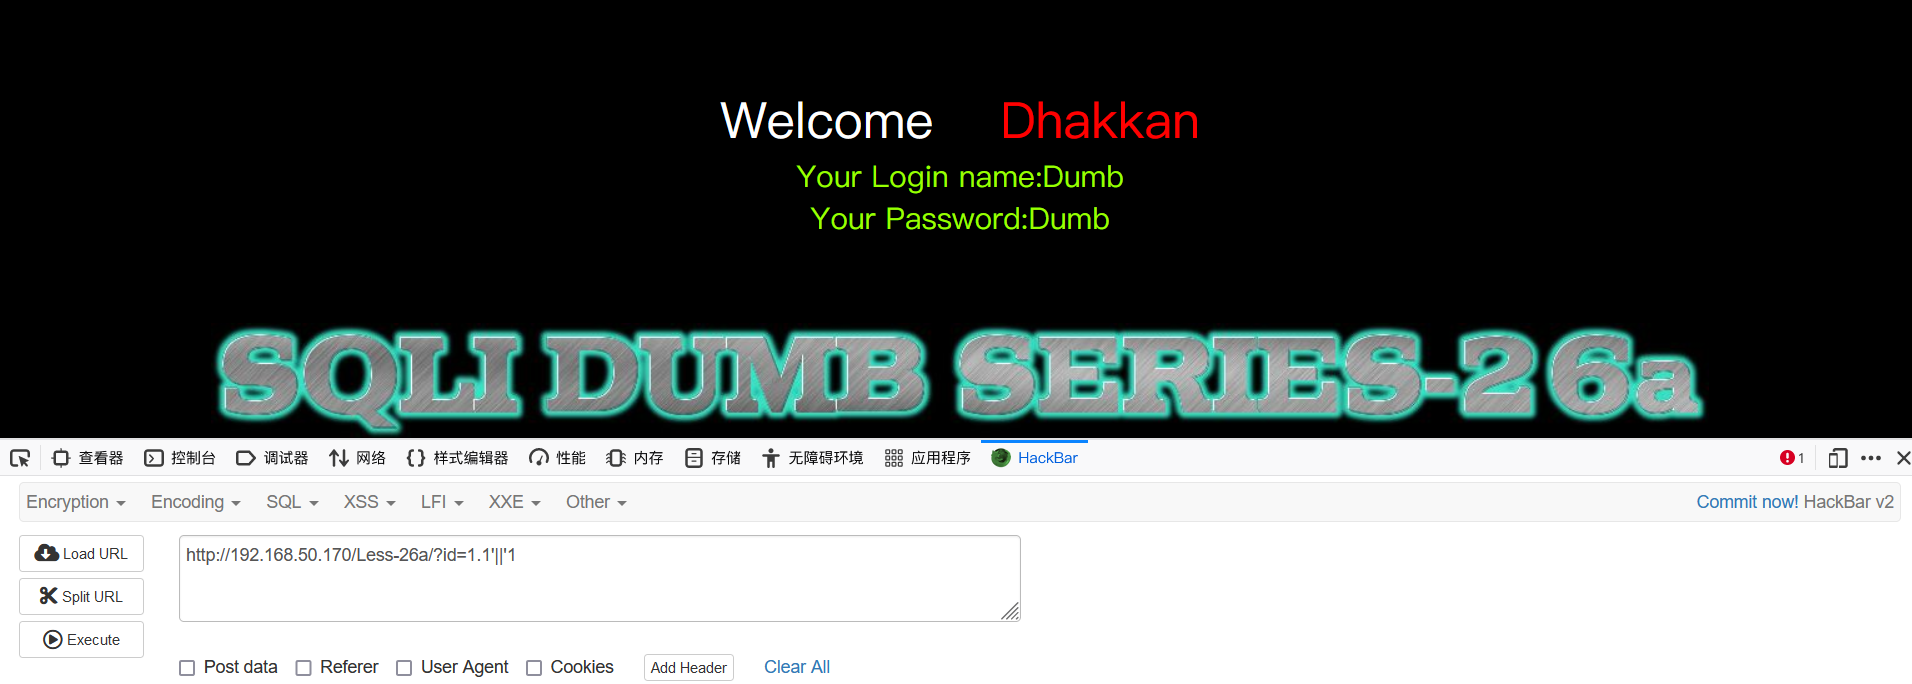 Welcome Dhakkan
Your Login name:Dumb
Your Password:Dumb
SQLI DUMB SERIES-26a
查看器 控制台 调试器 网络 {} 样式编辑器 性能 内存 存储 无障碍环境 应用程序 HackBar 1
Encryption Encoding SQL XSS LFI XXE Other Commit now! HackBar v2
Load URL
http://192.168.50.170/Less-26a/?id=1.1'||'1
Split URL
Execute
Post data Referer User Agent Cookies Add Header Clear All